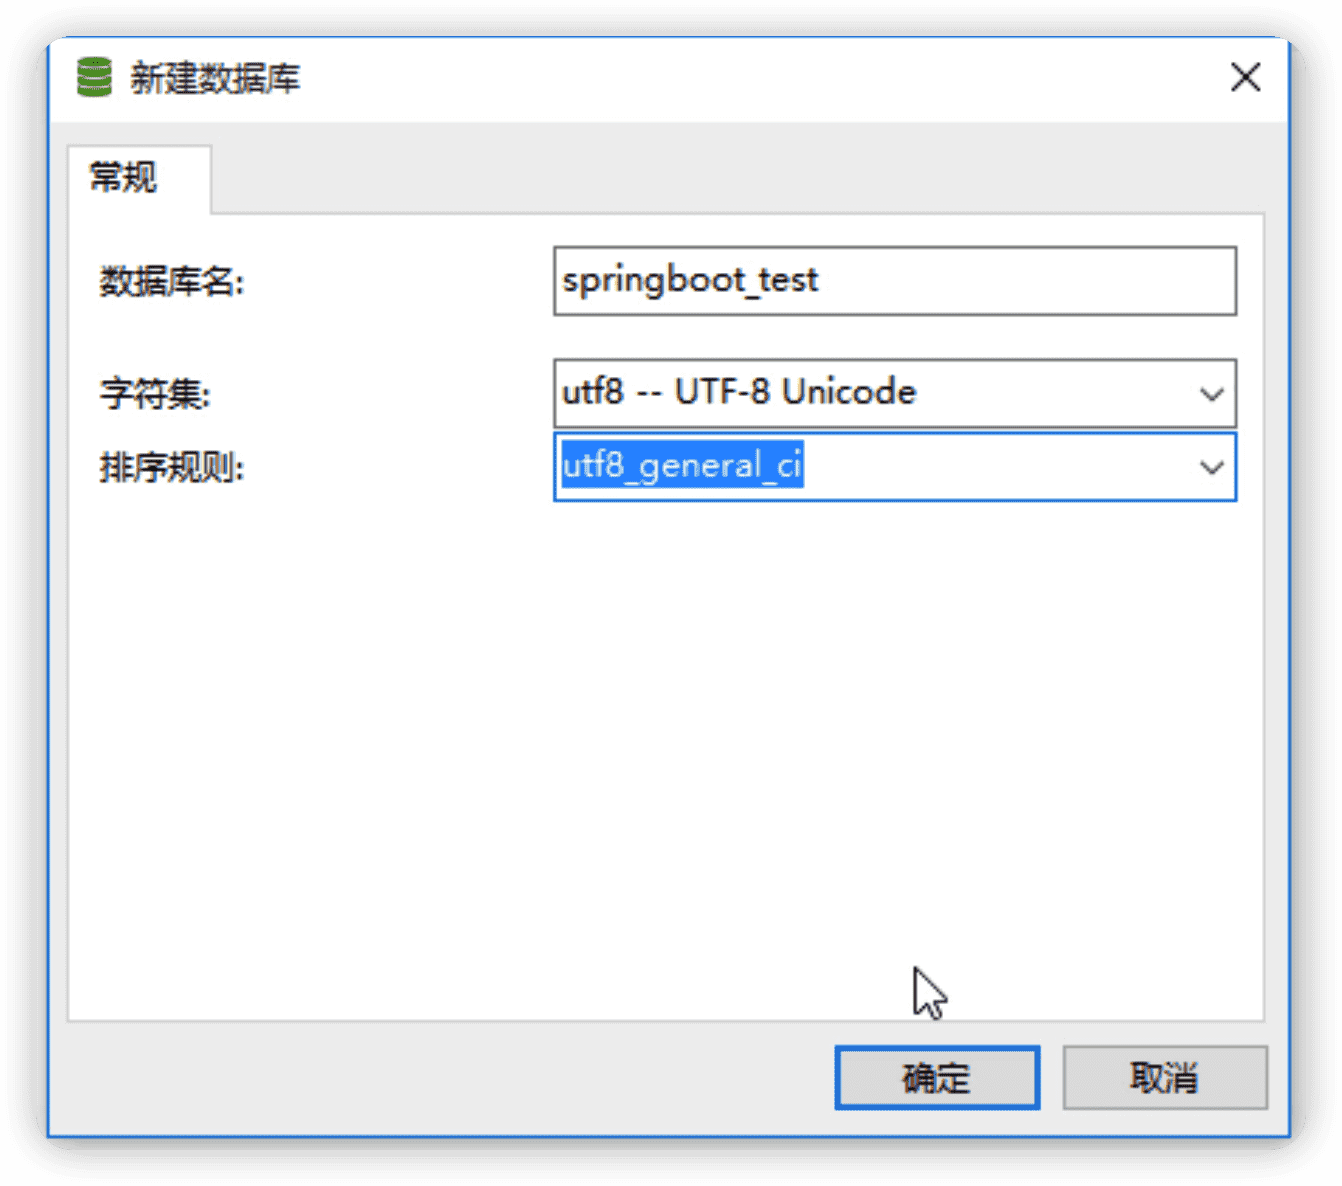 新建数据库
常规
数据库名: springboot_test
字符集: utf8 -- UTF-8 Unicode
排序规则: utf8_general_ci
确定 取消